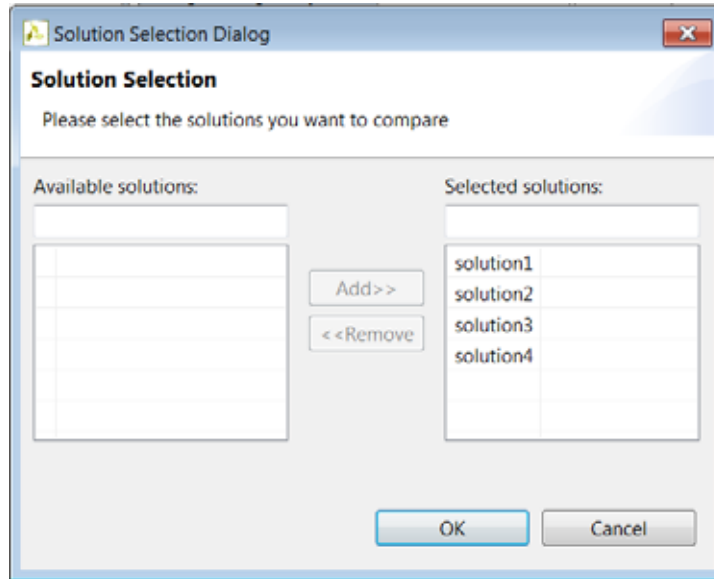 Solution Selection Dialog
Solution Selection
Please select the solutions you want to compare
Available solutions:
Selected solutions:
solution1
solution2
solution3
solution4
Add>>
<<Remove
OK
Cancel